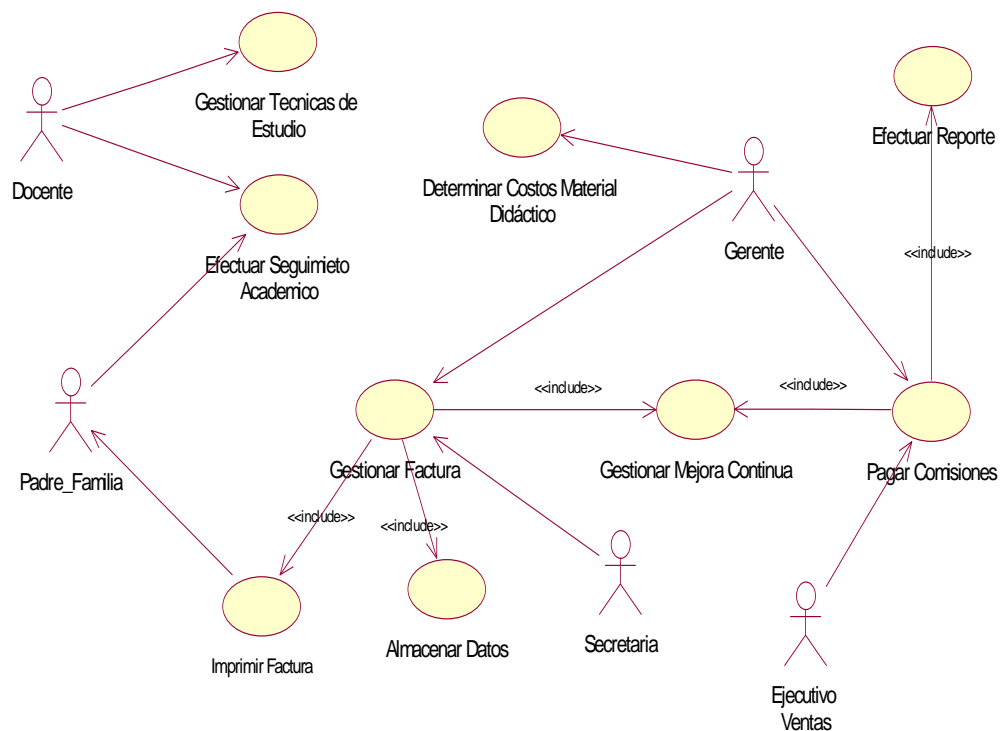 Gestionar Tecnicas de
Estudio
Docente
Efectuar Reporte
Determinar Costos Material
Didáctico
Gerente
<<include>>
Efectuar Seguimieto
Academico
<<include>>
<<include>>
Padre_Familia
Gestionar Factura
Gestionar Mejora Continua
Pagar Comisiones
<<include>>
<<include>>
Imprimir Factura
Almacenar Datos
Secretaria
Ejecutivo
Ventas